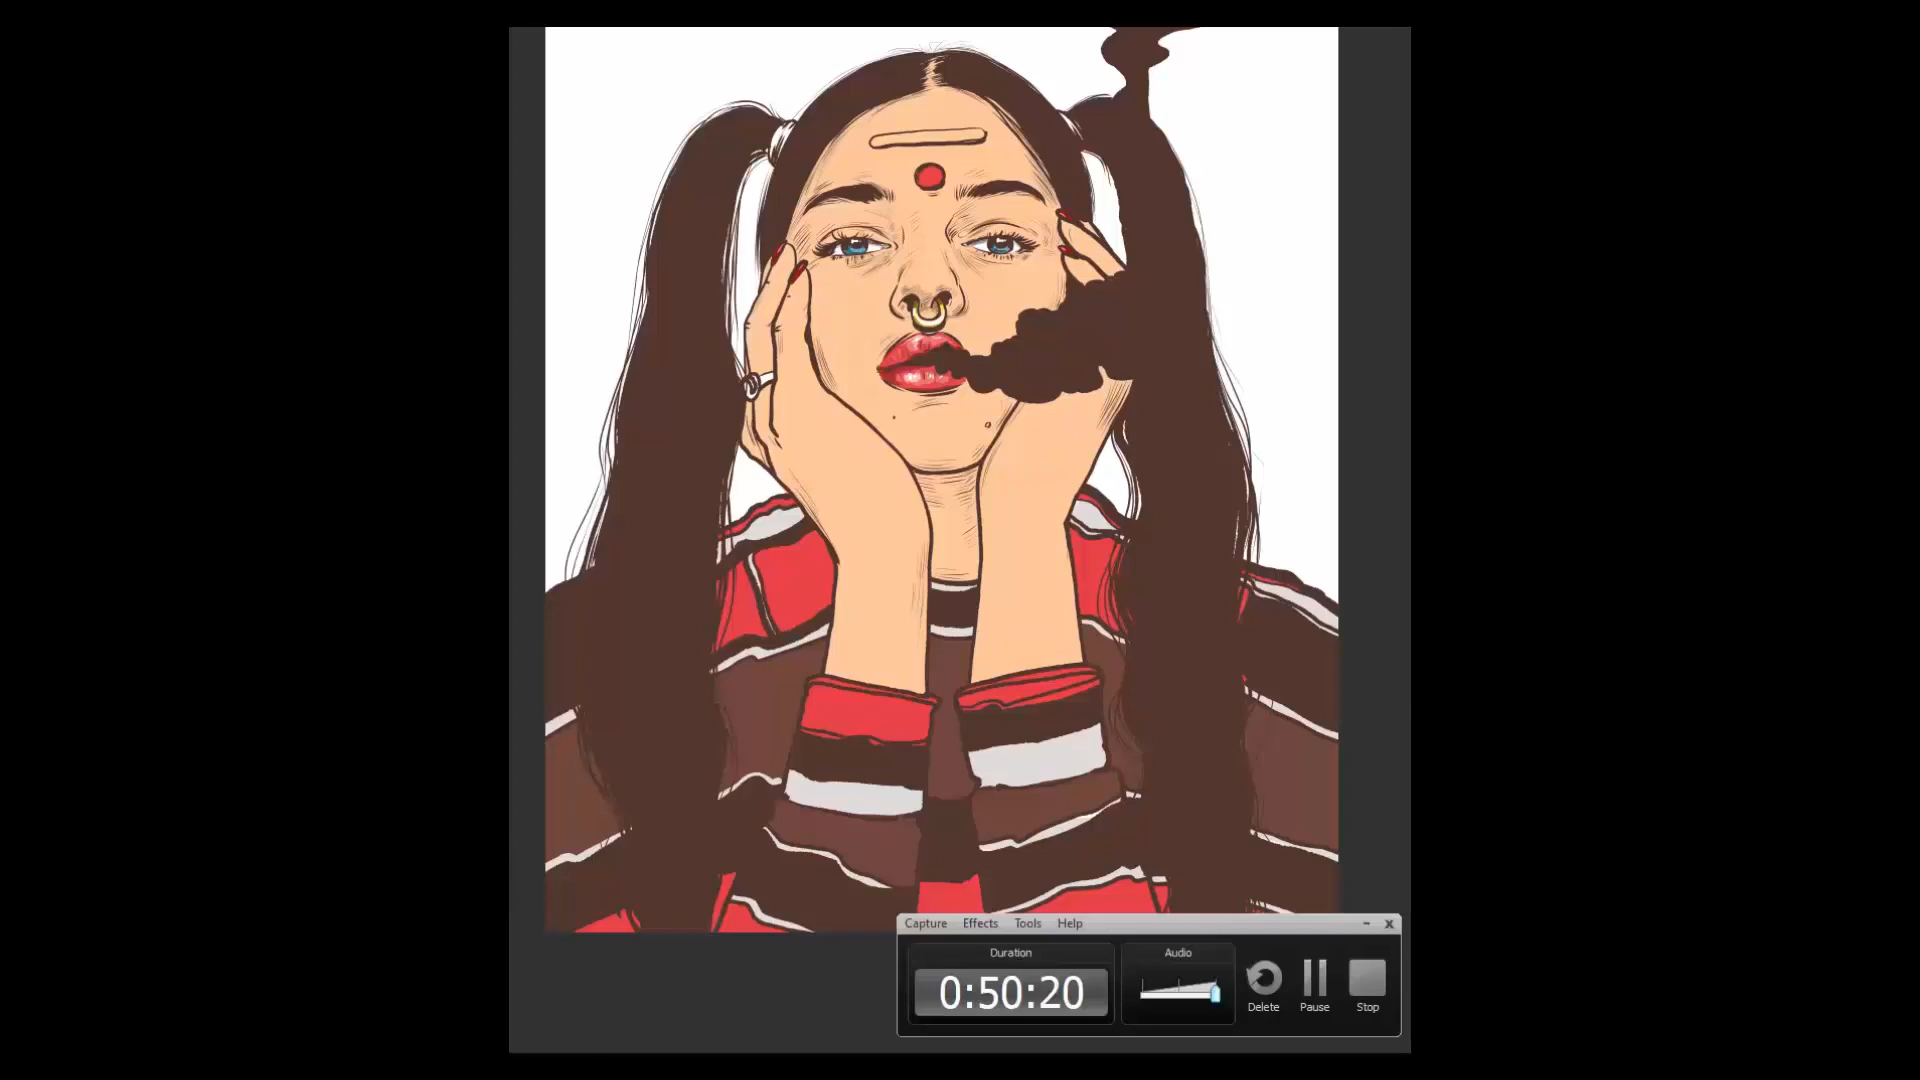 Capture Effects Tools Help
Duration
Audio
0:50:20
Delete Pause Stop